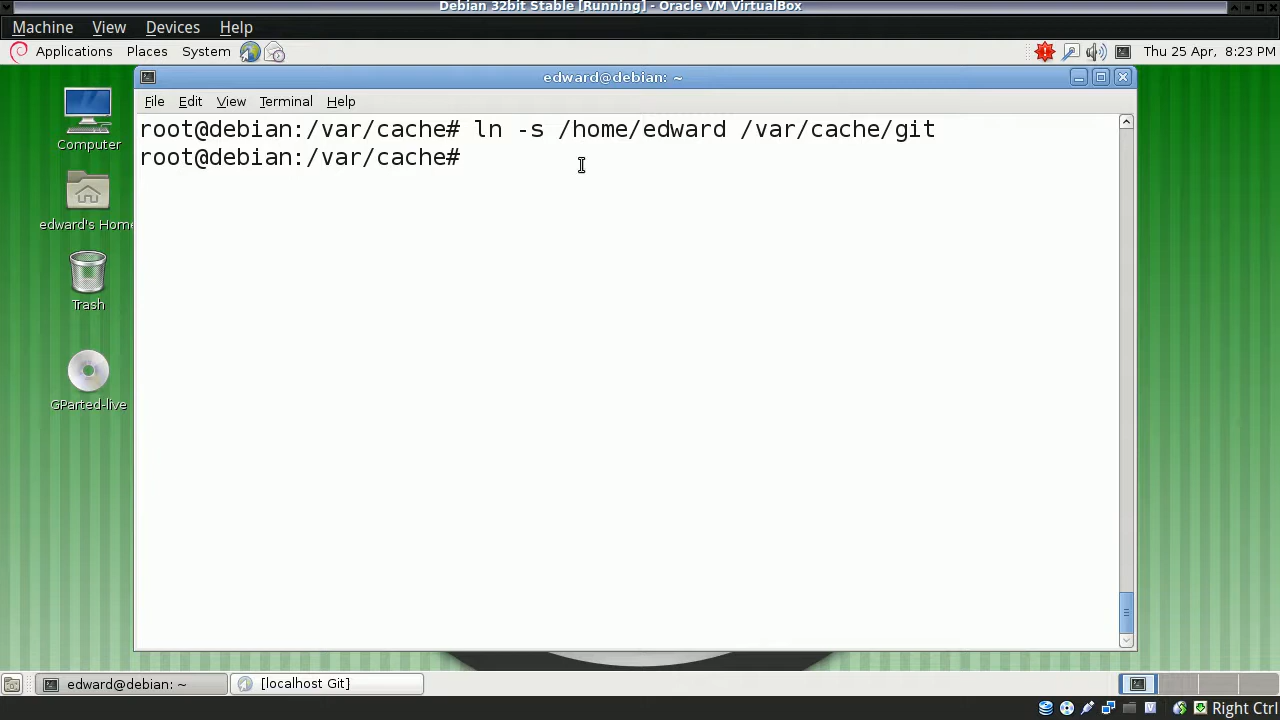 Debian 32bit Stable [Running] - Oracle VM VirtualBox
Machine View Devices Help
Applications Places System Thu 25 Apr, 8:23 PM
edward@debian: ~
File Edit View Terminal Help
root@debian:/var/cache# ln -s /home/edward /var/cache/git
root@debian:/var/cache#
Computer
edward's Home
Trash
GParted-live
edward@debian: ~ [localhost Git]
Right Ctrl